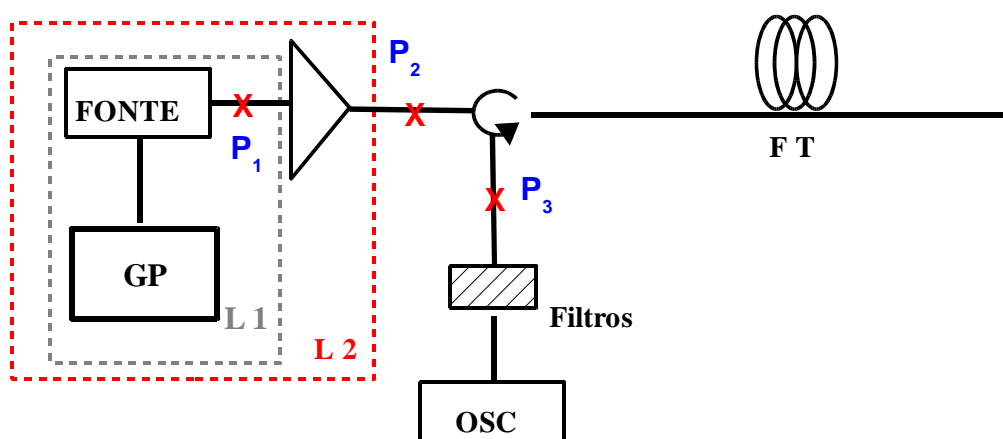 P2
FONTE
P1
F T
P3
GP
L 1
Filtros
L 2
OSC